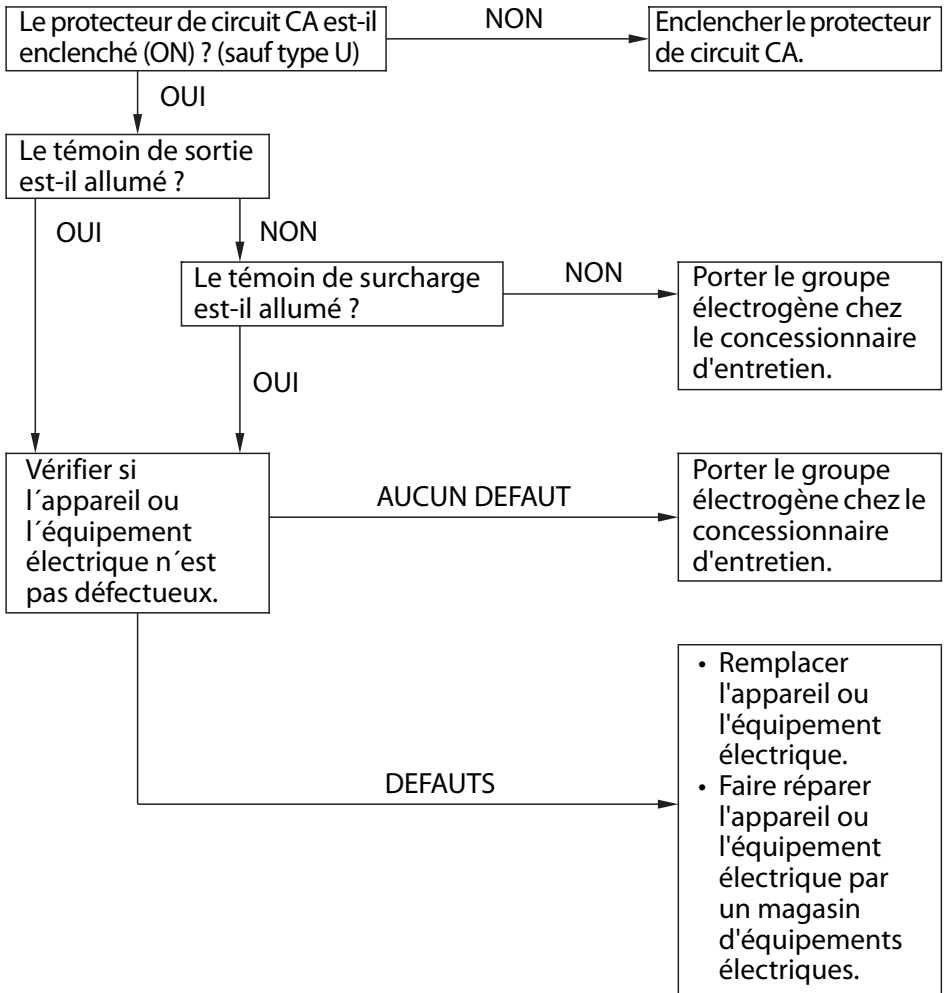 Le protecteur de circuit CA est-il
enclenché (ON) ? (sauf type U)
NON
Enclencher le protecteur
de circuit CA.
OUI
Le témoin de sortie
est-il allumé ?
OUI
NON
Le témoin de surcharge
est-il allumé ?
NON
Porter le groupe
électrogène chez
le concessionnaire
d'entretien.
OUI
Vérifier si
l´appareil ou
l´équipement
électrique n´est
pas défectueux.
AUCUN DEFAUT
Porter le groupe
électrogène chez le
concessionnaire
d'entretien.
DEFAUTS
• Remplacer
l'appareil ou
l'équipement
électrique.
• Faire réparer
l'appareil ou
l'équipement
électrique par
un magasin
d'équipements
électriques.